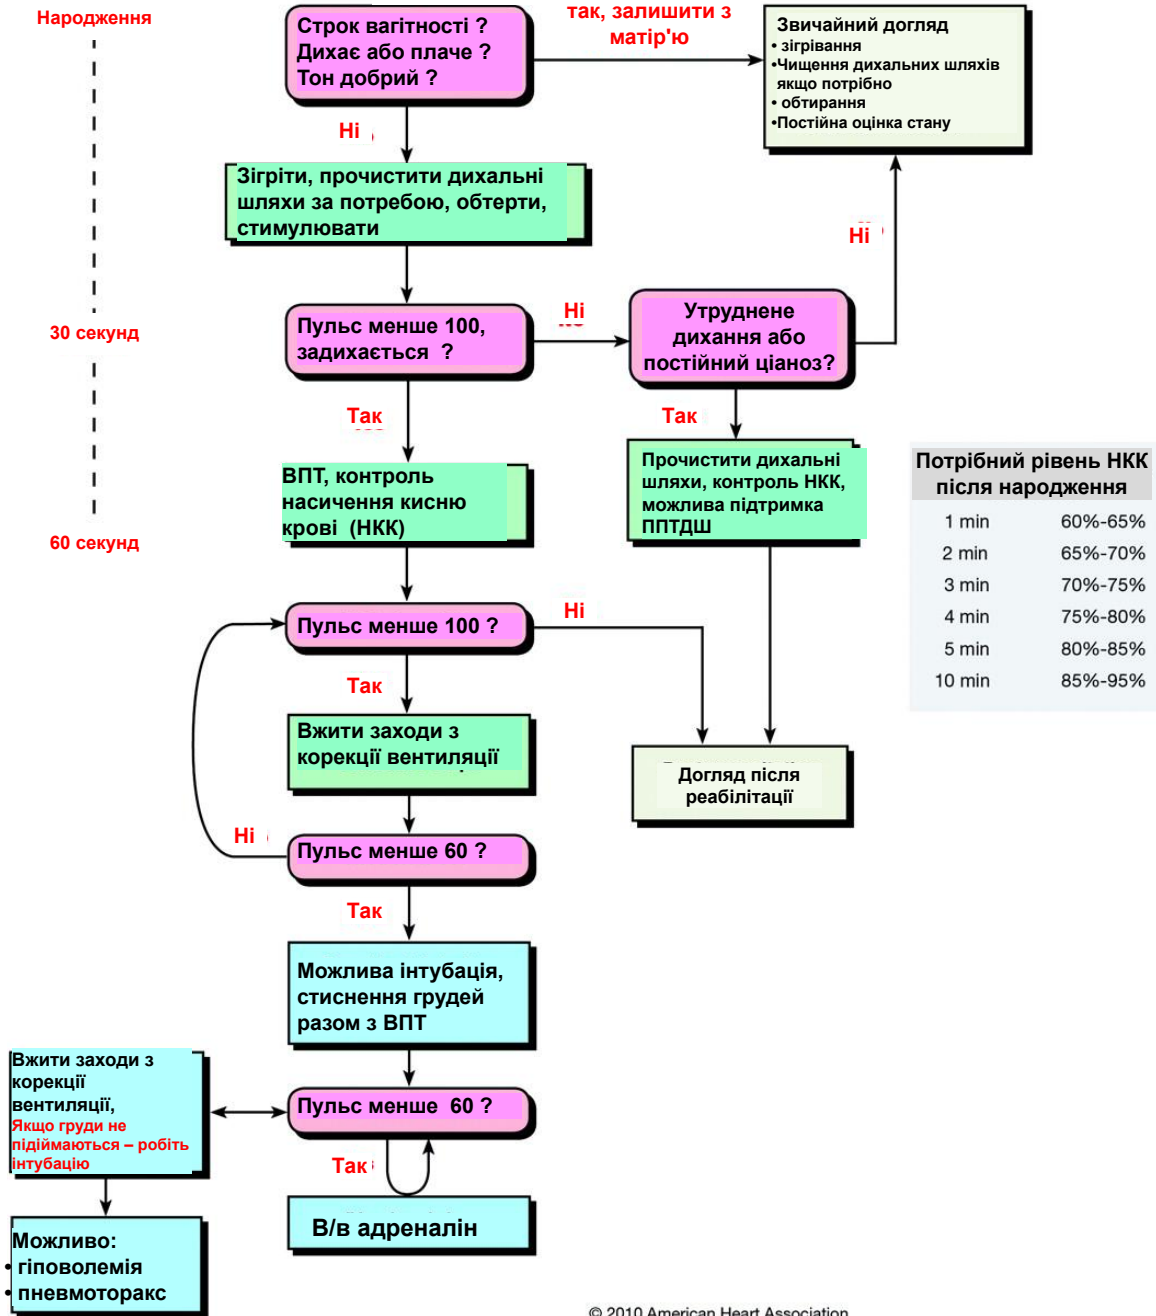 Народження
Строк вагітності ?
Дихає або плаче ?
Тон добрий ?
так, залишити з
матір'ю
Звичайний догляд
• зігрівання
•Чищення дихальних шляхів
якщо потрібно
• обтирання
•Постійна оцінка стану
Ні
Зігріти, прочистити дихальні
шляхи за потребою, обтерти,
стимулювати
Ні
30 секунд
Пульс менше 100,
задихається ?
Ні
Утруднене
дихання або
постійний ціаноз?
Так
Так
ВПТ, контроль
насичення кисню
крові (НКК)
Прочистити дихальні
шляхи, контроль НКК,
можлива підтримка
ППТДШ
60 секунд
Потрібний рівень НКК
після народження
1 min 60%-65%
2 min 65%-70%
3 min 70%-75%
4 min 75%-80%
5 min 80%-85%
10 min 85%-95%
Пульс менше 100 ?
Ні
Так
Вжити заходи з
корекції вентиляції
Догляд після
реабілітації
Ні
Пульс менше 60 ?
Так
Можлива інтубація,
стиснення грудей
разом з ВПТ
Вжити заходи з
корекції
вентиляції,
Якщо груди не
підіймаються – робіть
інтубацію
Пульс менше 60 ?
Так
В/в адреналін
Можливо:
• гіповолемія
• пневмоторакс
© 2010 American Heart Association